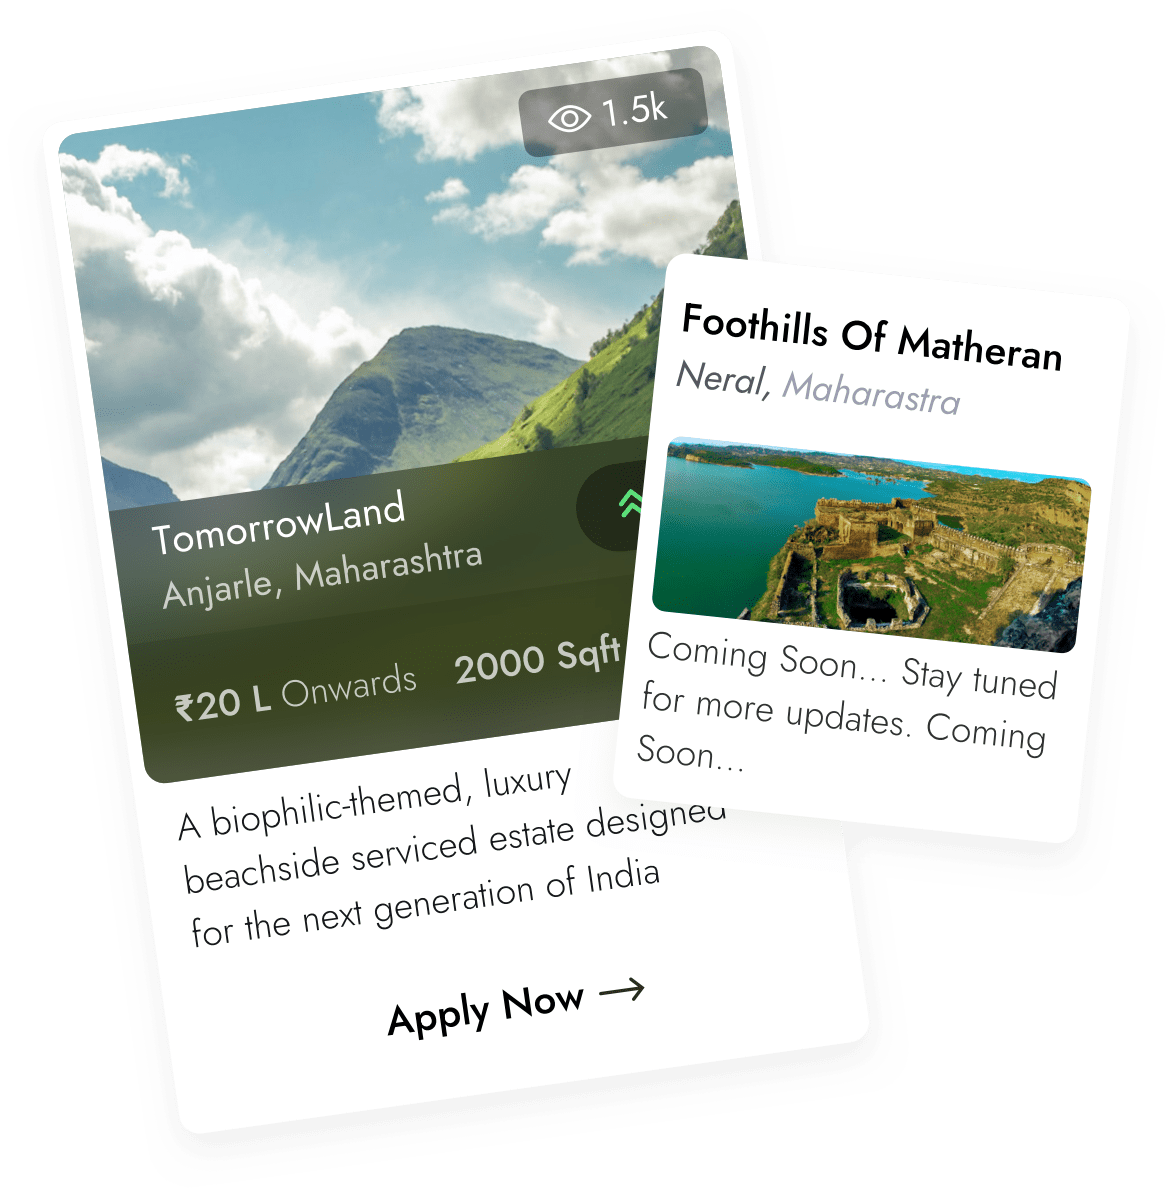 1.5k
TomorrowLand
Anjarle, Maharashtra
₹20 L Onwards 2000 Sqft
A biophilic-themed, luxury
beachside serviced estate designed
for the next generation of India
Apply Now
Foothills Of Matheran
Neral, Maharastra
Coming Soon... Stay tuned
for more updates. Coming
Soon...